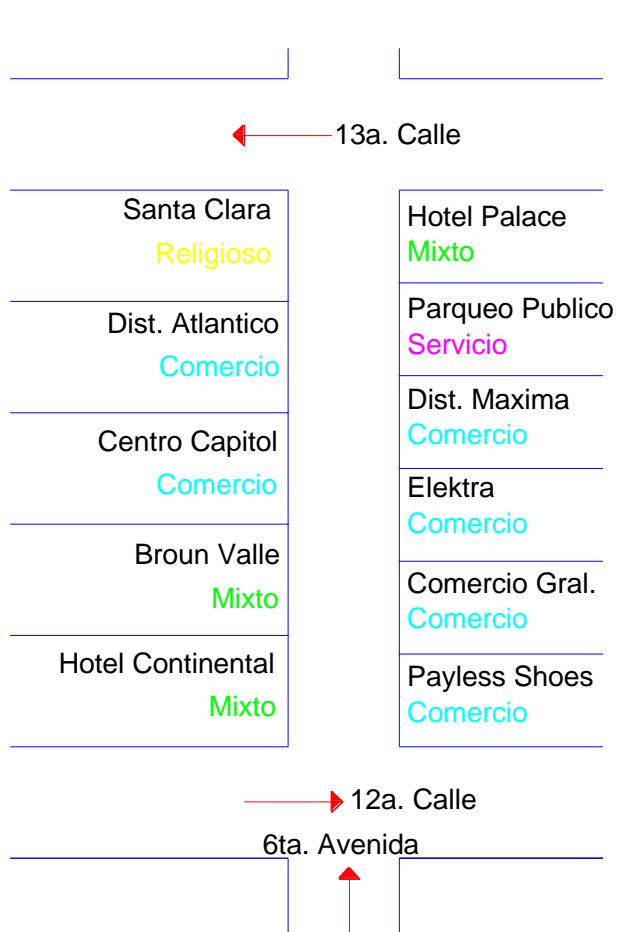 13a. Calle
Santa Clara
Religioso
Dist. Atlantico
Comercio
Centro Capitol
Comercio
Broun Valle
Mixto
Hotel Continental
Mixto
Hotel Palace
Mixto
Parqueo Publico
Servicio
Dist. Maxima
Comercio
Elektra
Comercio
Comercio Gral.
Comercio
Payless Shoes
Comercio
12a. Calle
6ta. Avenida